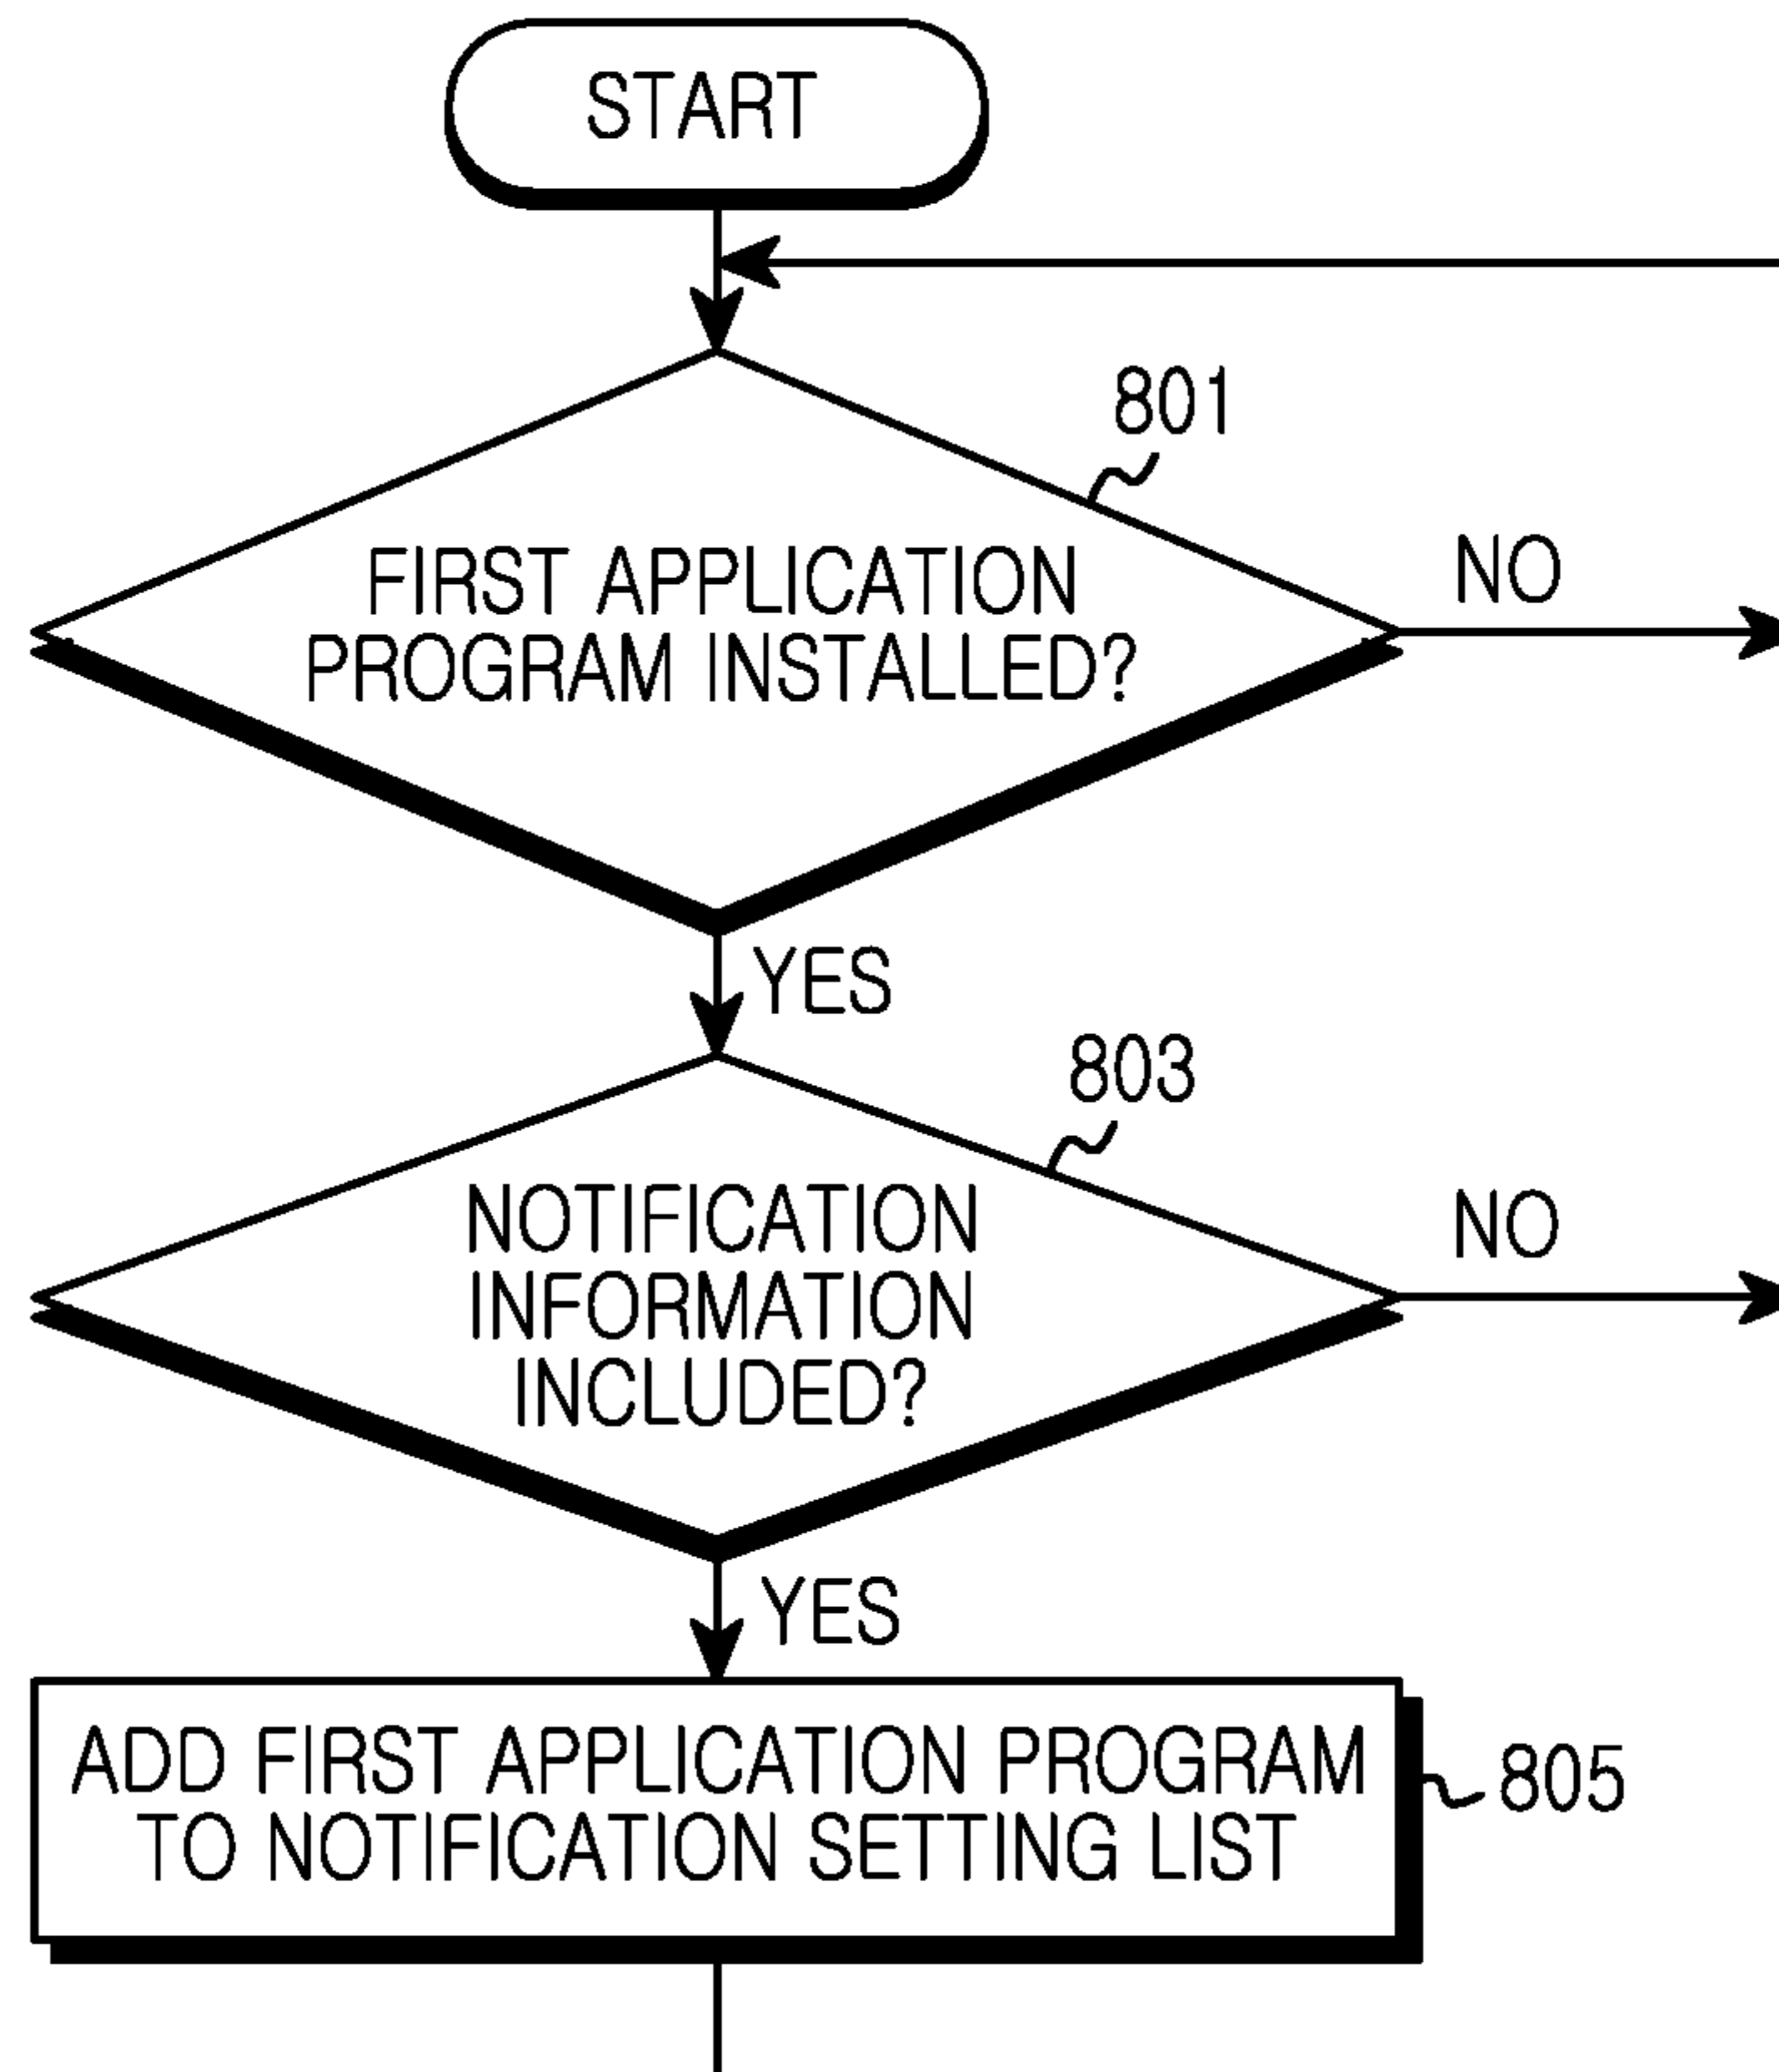 START
801
FIRST APPLICATION
PROGRAM INSTALLED?
NO
YES
803
NOTIFICATION
INFORMATION
INCLUDED?
NO
YES
ADD FIRST APPLICATION PROGRAM
TO NOTIFICATION SETTING LIST
805